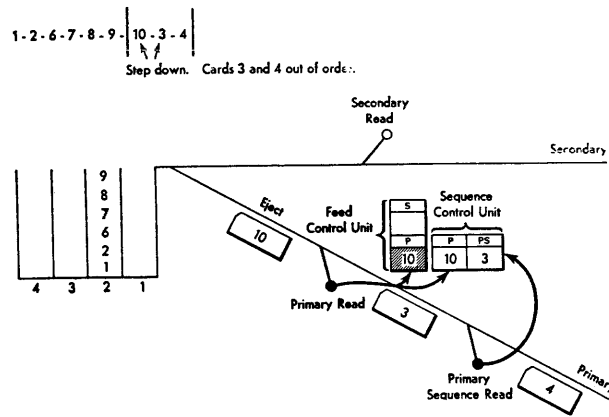 1 - 2 - 6 - 7 - 8 - 9 - 10 - 3 - 4
Step down. Cards 3 and 4 out of order.
Secondary
Read
Secondary
9
8
7
6
2
1
4 3 2 1
Eject
10
Feed
Control Unit
S
P
10
Sequence
Control Unit
P PS
10 3
Primary Read
3
Primary
Sequence Read
4
Primary